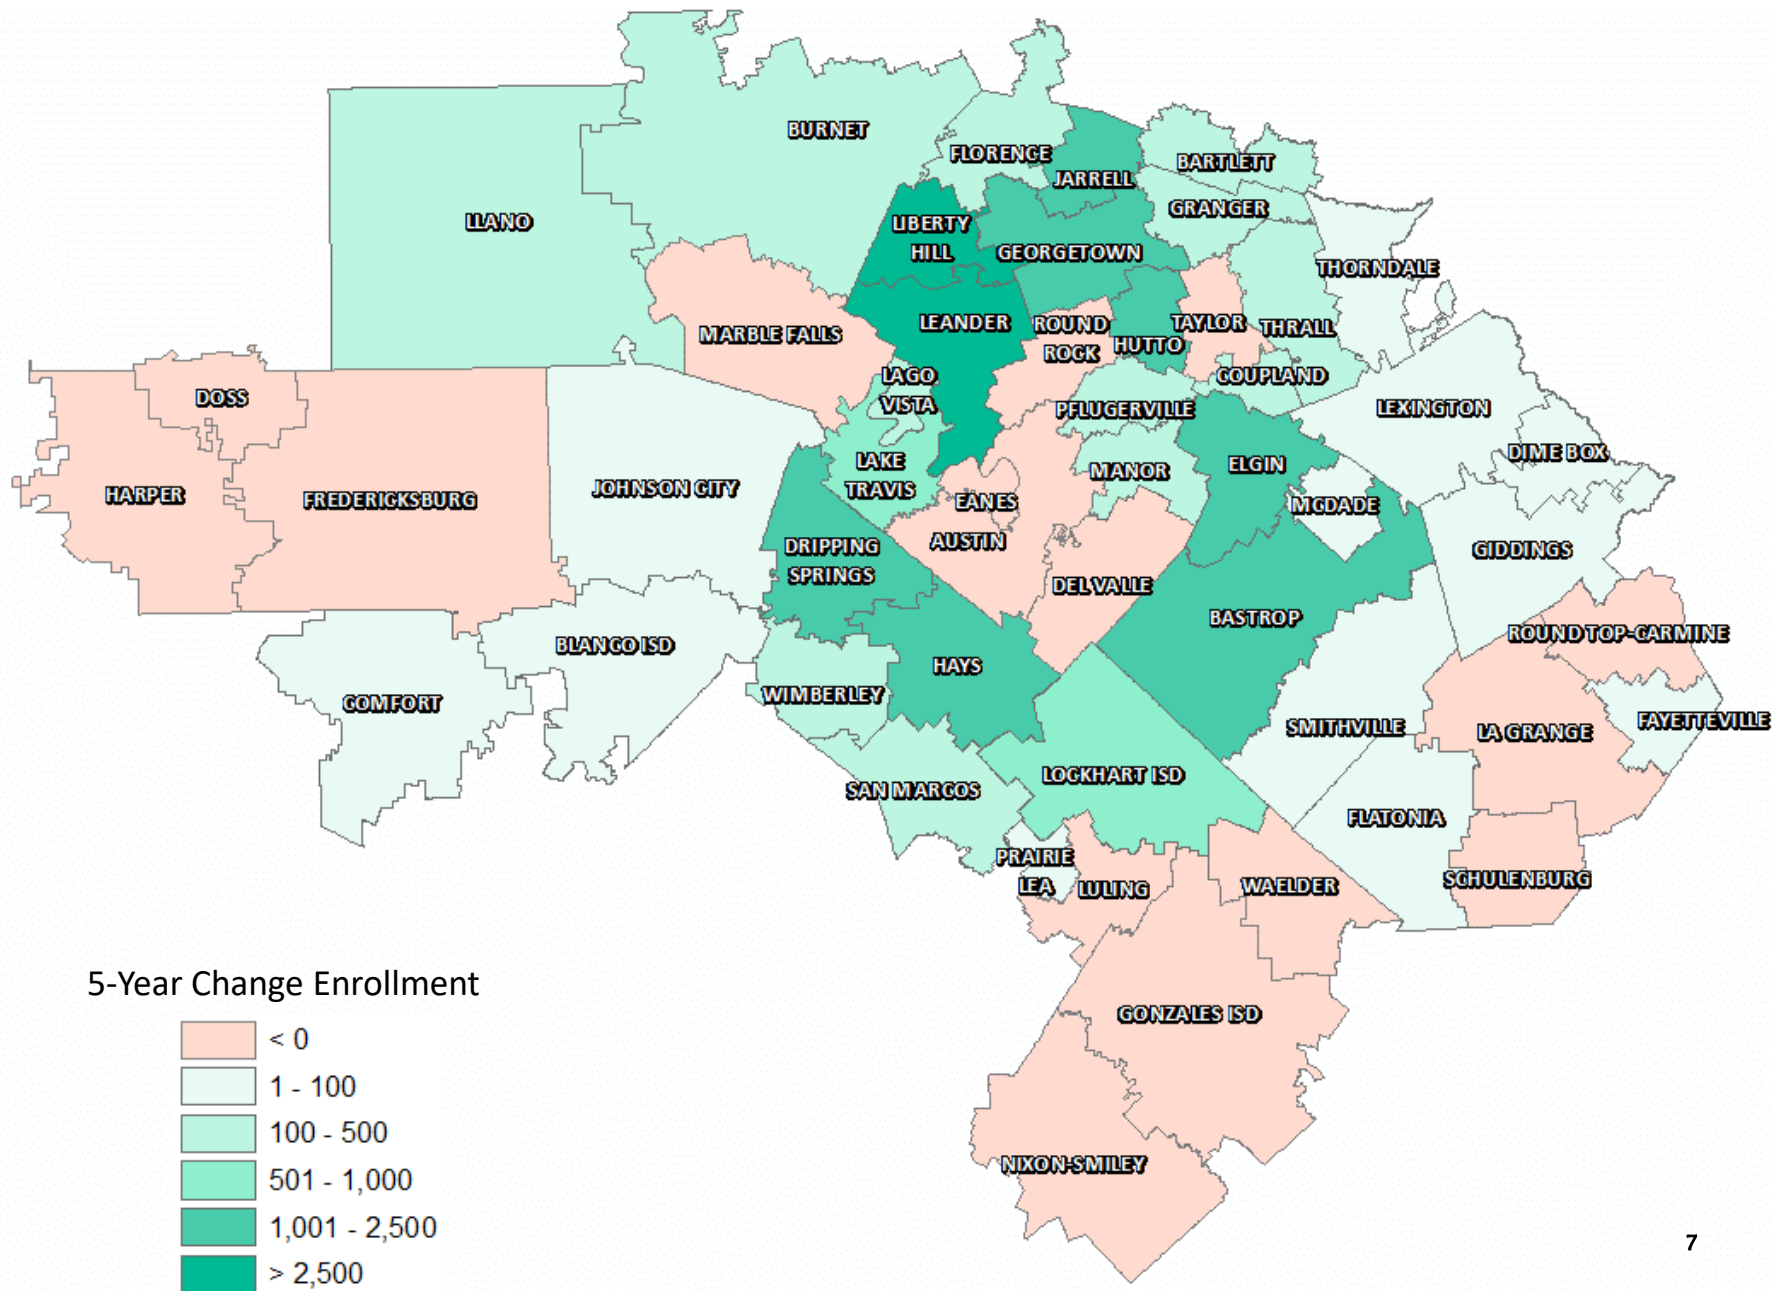 BURNET
FLORENCE
JARRELL
BARTLETT
GRANGER
LLANO
LIBERTY
HILL
GEORGETOWN
THORNDALE
MARBLE FALLS
LEANDER
ROUND
ROCK
HUTTO
TAYLOR
THRALL
COUPLAND
DOSS
LAGO
VISTA
PFLUGERVILLE
LEXINGTON
DIME BOX
HARPER
FREDERICKSBURG
JOHNSON CITY
LAKE
TRAVIS
EANES
MANOR
ELGIN
MCDADE
AUSTIN
DRIPPING
SPRINGS
DEL VALLE
GIDDINGS
BASTROP
ROUND TOP-CARMINE
BLANCO ISD
HAYS
COMFORT
WIMBERLEY
SMITHVILLE
LA GRANGE
FAYETTEVILLE
SAN MARCOS
LOCKHART ISD
FLATONIA
PRAIRIE
LEA
LULING
WAELDER
SCHULENBURG
GONZALES ISD
NIXON-SMILEY
5-Year Change Enrollment
< 0
1 - 100
100 - 500
501 - 1,000
1,001 - 2,500
> 2,500
7